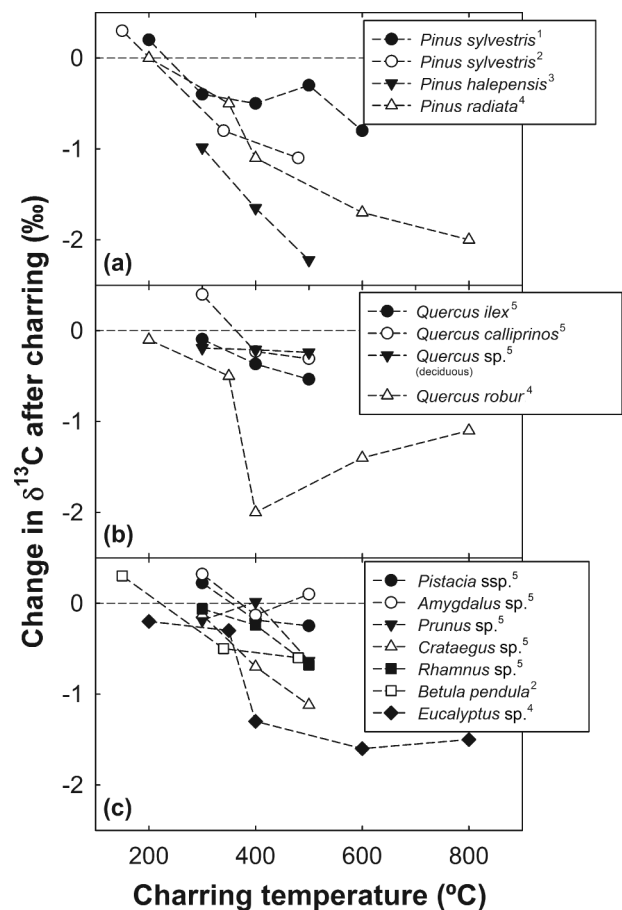 Change in δ¹³C after charring (‰)
0
-1
-2
(a)
Pinus sylvestris¹
Pinus sylvestris²
Pinus halepensis³
Pinus radiata⁴
0
-1
-2
(b)
Quercus ilex⁵
Quercus calliprinos⁵
Quercus sp.⁵
(deciduous)
Quercus robur⁴
0
-1
-2
(c)
Pistacia ssp.⁵
Amygdalus sp.⁵
Prunus sp.⁵
Crataegus sp.⁵
Rhamnus sp.⁵
Betula pendula²
Eucalyptus sp.⁴
200 400 600 800
Charring temperature (ºC)